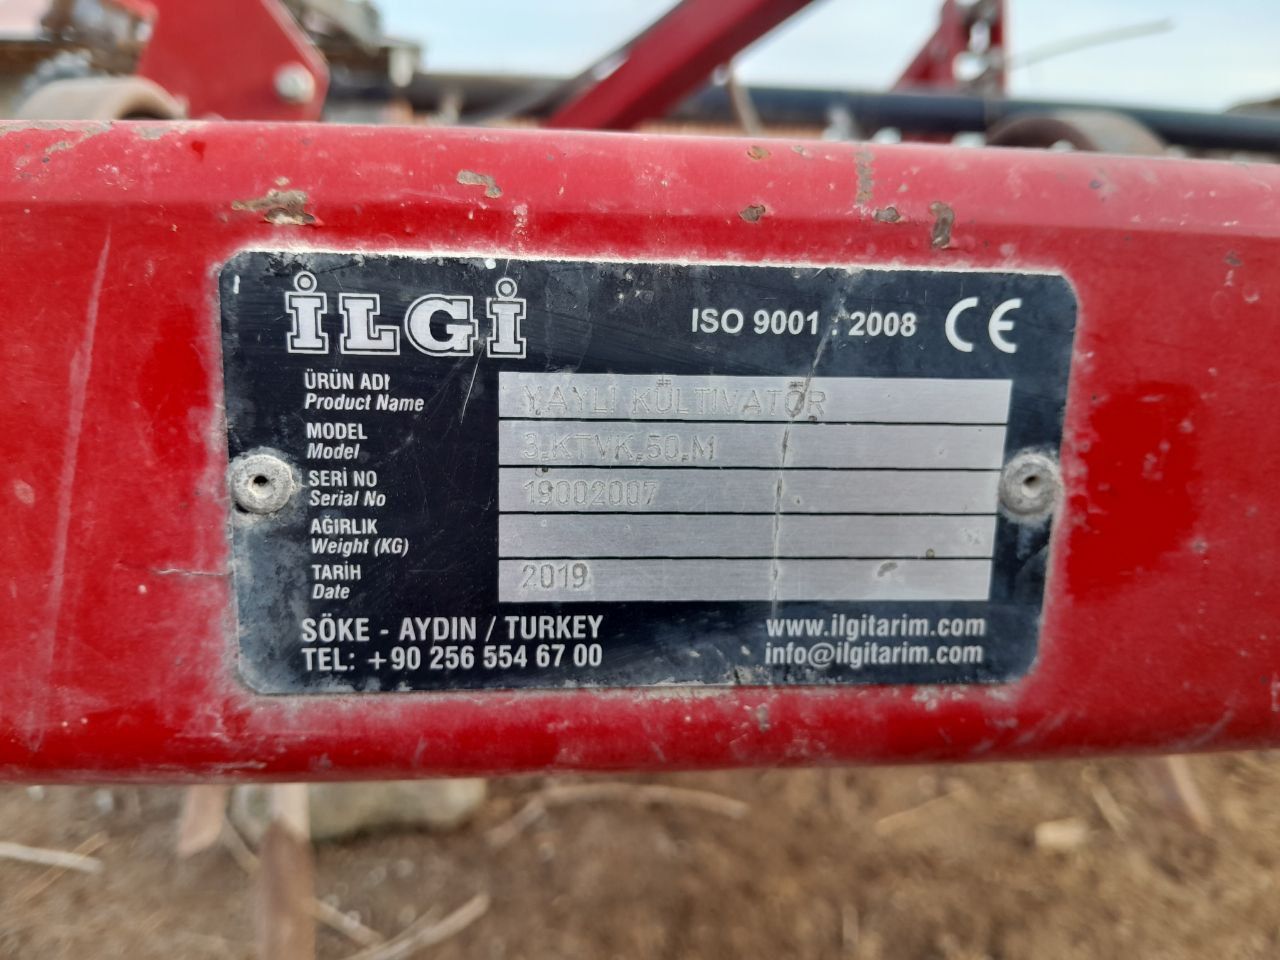 İLGİ
ISO 9001 : 2008 CE
ÜRÜN ADI
Product Name
YAYLI KÜLTIVATÖR
MODEL
Model
3.KTVK.50.M
SERİ NO
Serial No
19002007
AĞIRLIK
Weight (KG)
TARİH
Date
2019
SÖKE - AYDIN / TURKEY
TEL: +90 256 554 67 00
www.ilgitarim.com
info@ilgitarim.com